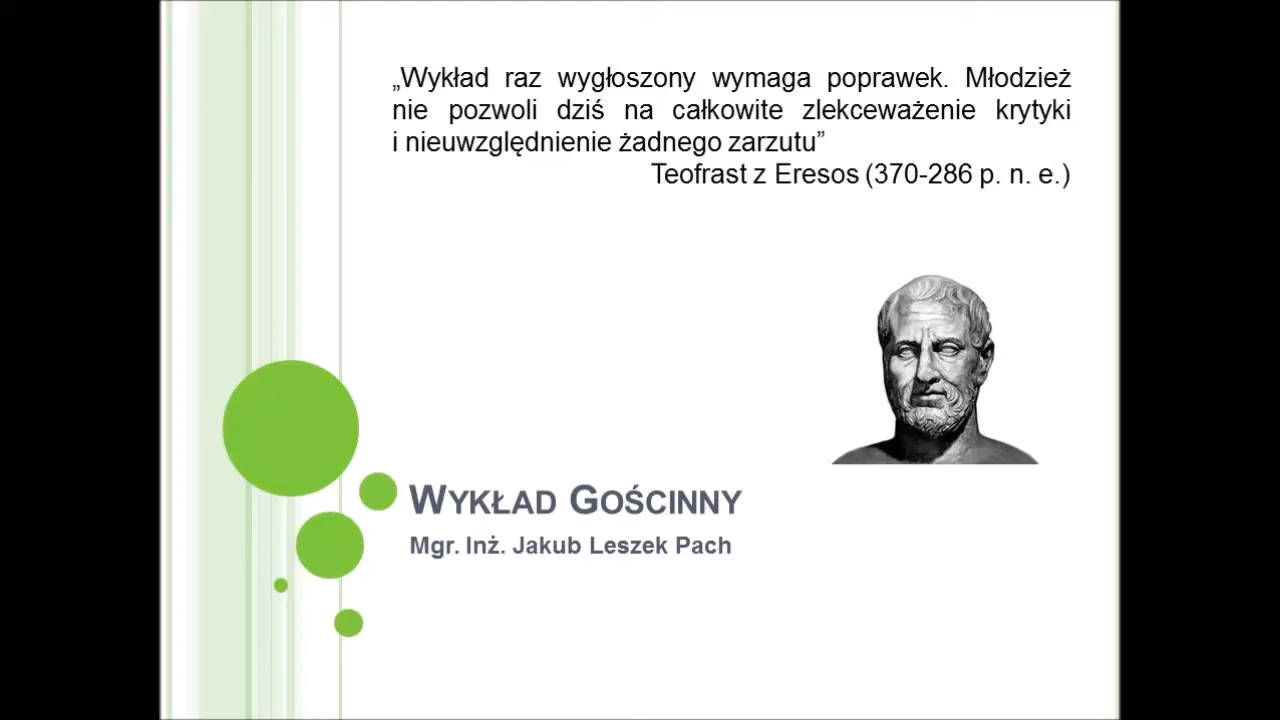 „Wykład raz wygłoszony wymaga poprawek. Młodzież
nie pozwoli dziś na całkowite zlekceważenie krytyki
i nieuwzględnienie żadnego zarzutu”
Teofrast z Eresos (370-286 p. n. e.)
WYKŁAD GOŚCINNY
Mgr. Inż. Jakub Leszek Pach